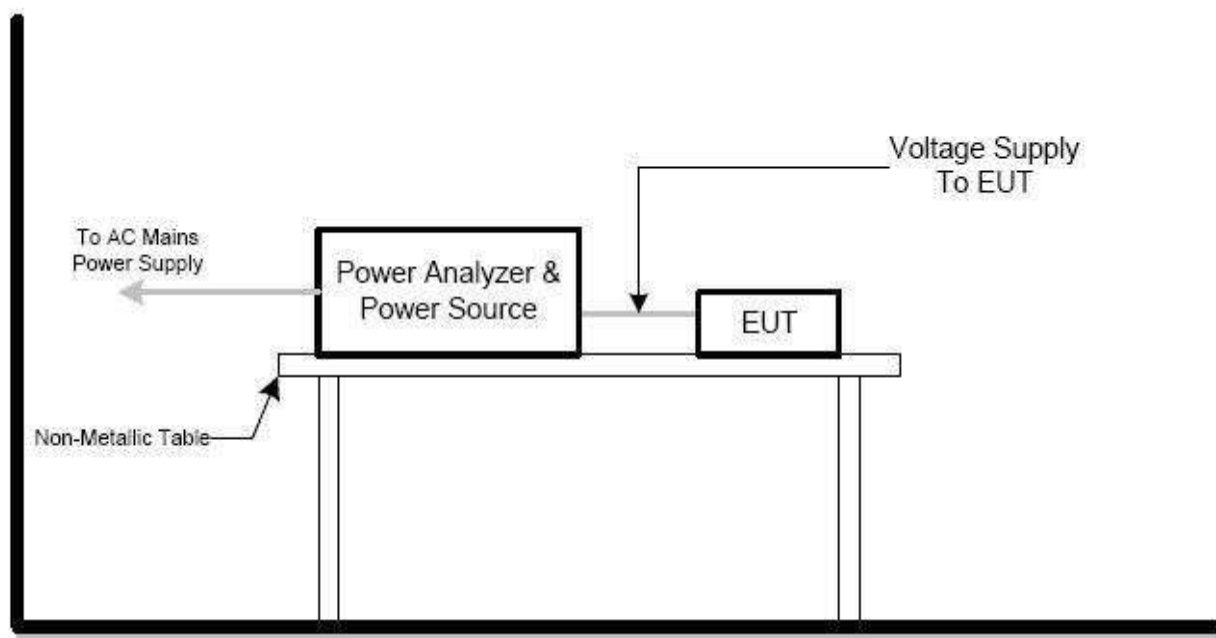 Voltage Supply
To EUT
To AC Mains
Power Supply
Power Analyzer &
Power Source
EUT
Non-Metallic Table